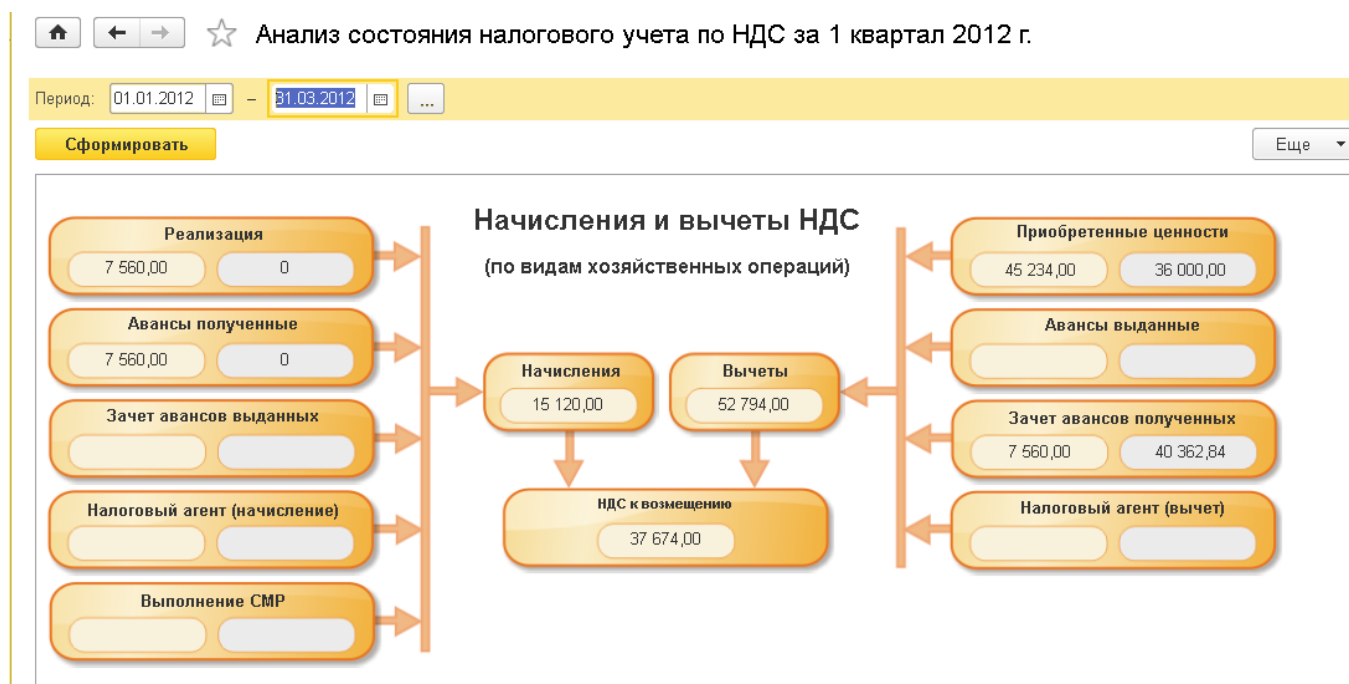 Анализ состояния налогового учета по НДС за 1 квартал 2012 г.
Период: 01.01.2012 – 31.03.2012 ...
Сформировать
Еще
Начисления и вычеты НДС
(по видам хозяйственных операций)
Реализация
7 560,00 0
Авансы полученные
7 560,00 0
Зачет авансов выданных
Налоговый агент (начисление)
Выполнение СМР
Начисления
15 120,00
Вычеты
52 794,00
НДС к возмещению
37 674,00
Приобретенные ценности
45 234,00 36 000,00
Авансы выданные
Зачет авансов полученных
7 560,00 40 362,84
Налоговый агент (вычет)